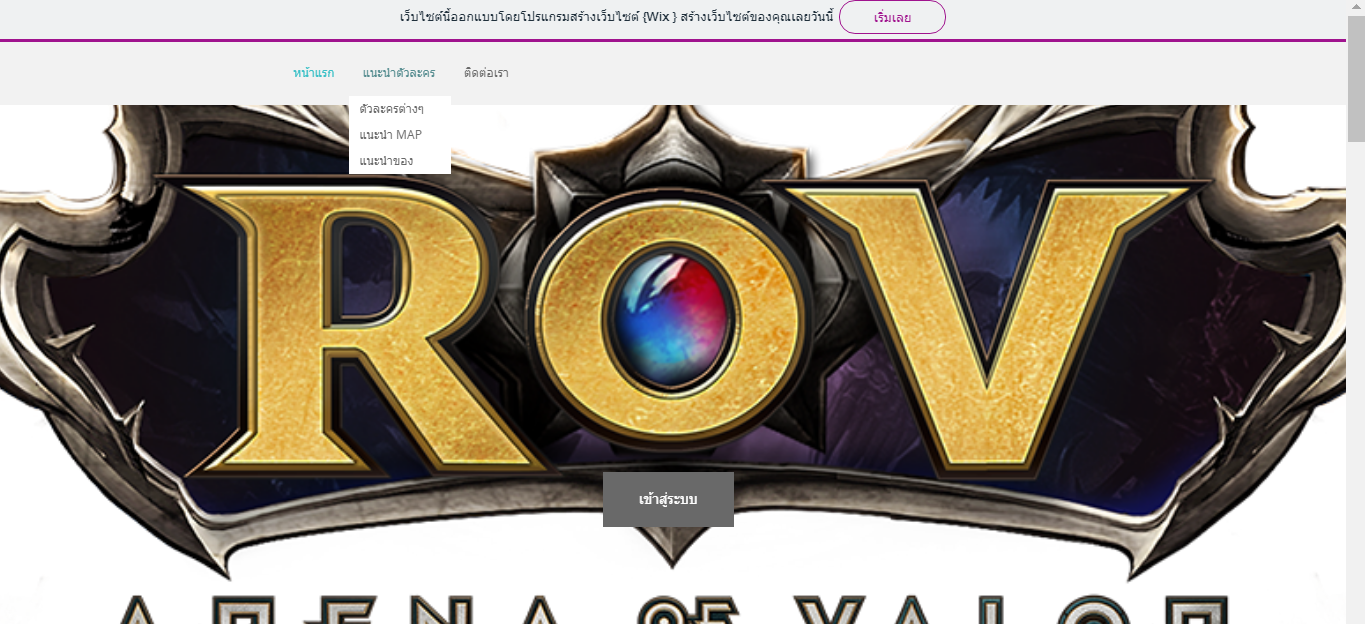 เว็บไซต์นี้ออกแบบโดยโปรแกรมสร้างเว็บไซต์ {Wix } สร้างเว็บไซต์ของคุณเลยวันนี้ เริ่มเลย
หน้าแรก แนะนำตัวละคร ติดต่อเรา
ตัวละครต่างๆ
แนะนำ MAP
แนะนำของ
ROV
เข้าสู่ระบบ
ARENA OF VALOR